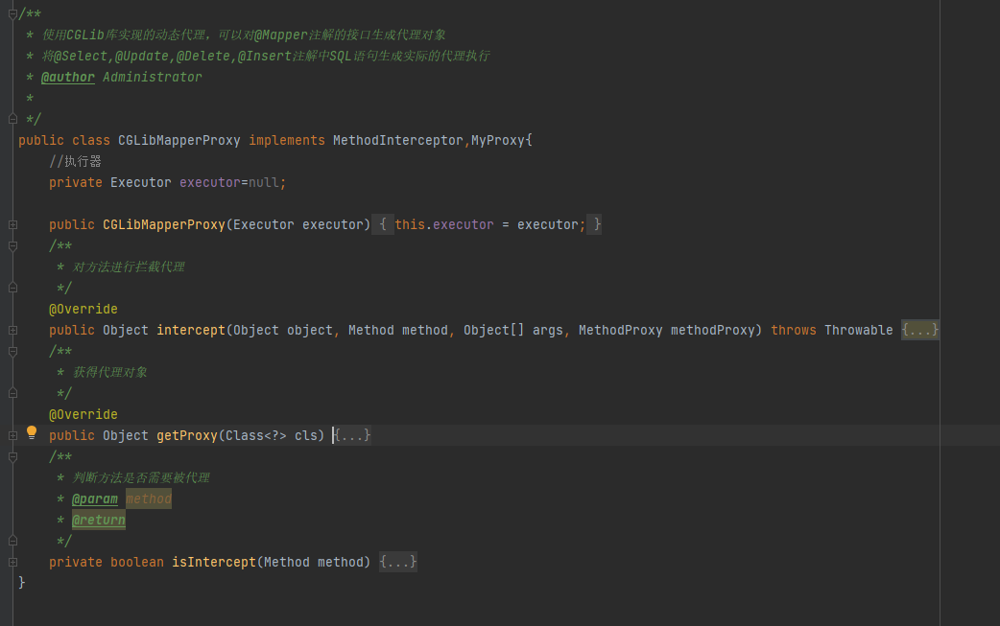 /**
 * 使用CGLib库实现的动态代理，可以对@Mapper注解的接口生成代理对象
 * 将@Select,@Update,@Delete,@Insert注解中SQL语句生成实际的代理执行
 * @author Administrator
 *
 */
public class CGLibMapperProxy implements MethodInterceptor,MyProxy{
    //执行器
    private Executor executor=null;
    public CGLibMapperProxy(Executor executor) { this.executor = executor; }
    /**
     * 对方法进行拦截代理
     */
    @Override
    public Object intercept(Object object, Method method, Object[] args, MethodProxy methodProxy) throws Throwable {...}
    /**
     * 获得代理对象
     */
    @Override
    public Object getProxy(Class<?> cls) {...}
    /**
     * 判断方法是否需要被代理
     * @param method
     * @return
     */
    private boolean isIntercept(Method method) {...}
}